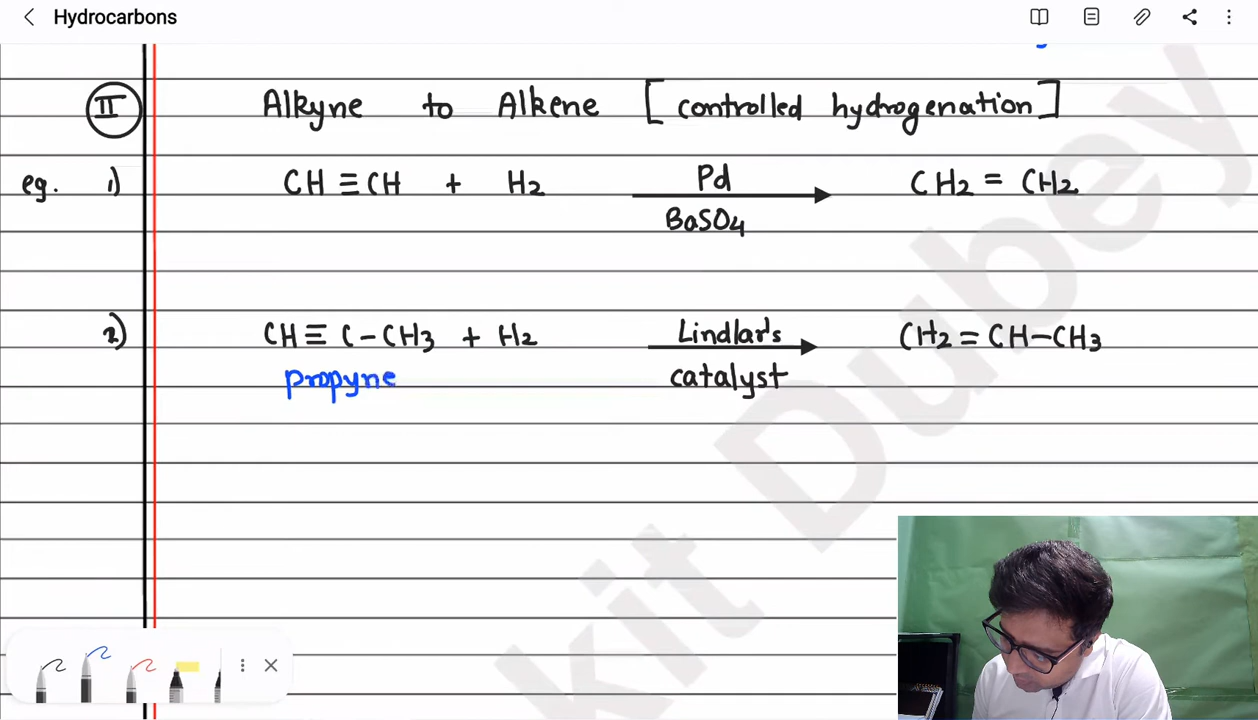 Hydrocarbons
II Alkyne to Alkene [controlled hydrogenation]
eg. 1) CH ≡ CH + H2 Pd BaSO4 CH2 = CH2
2) CH ≡ C - CH3 + H2 Lindlar's catalyst CH2 = CH - CH3
propyne
kit Dubey